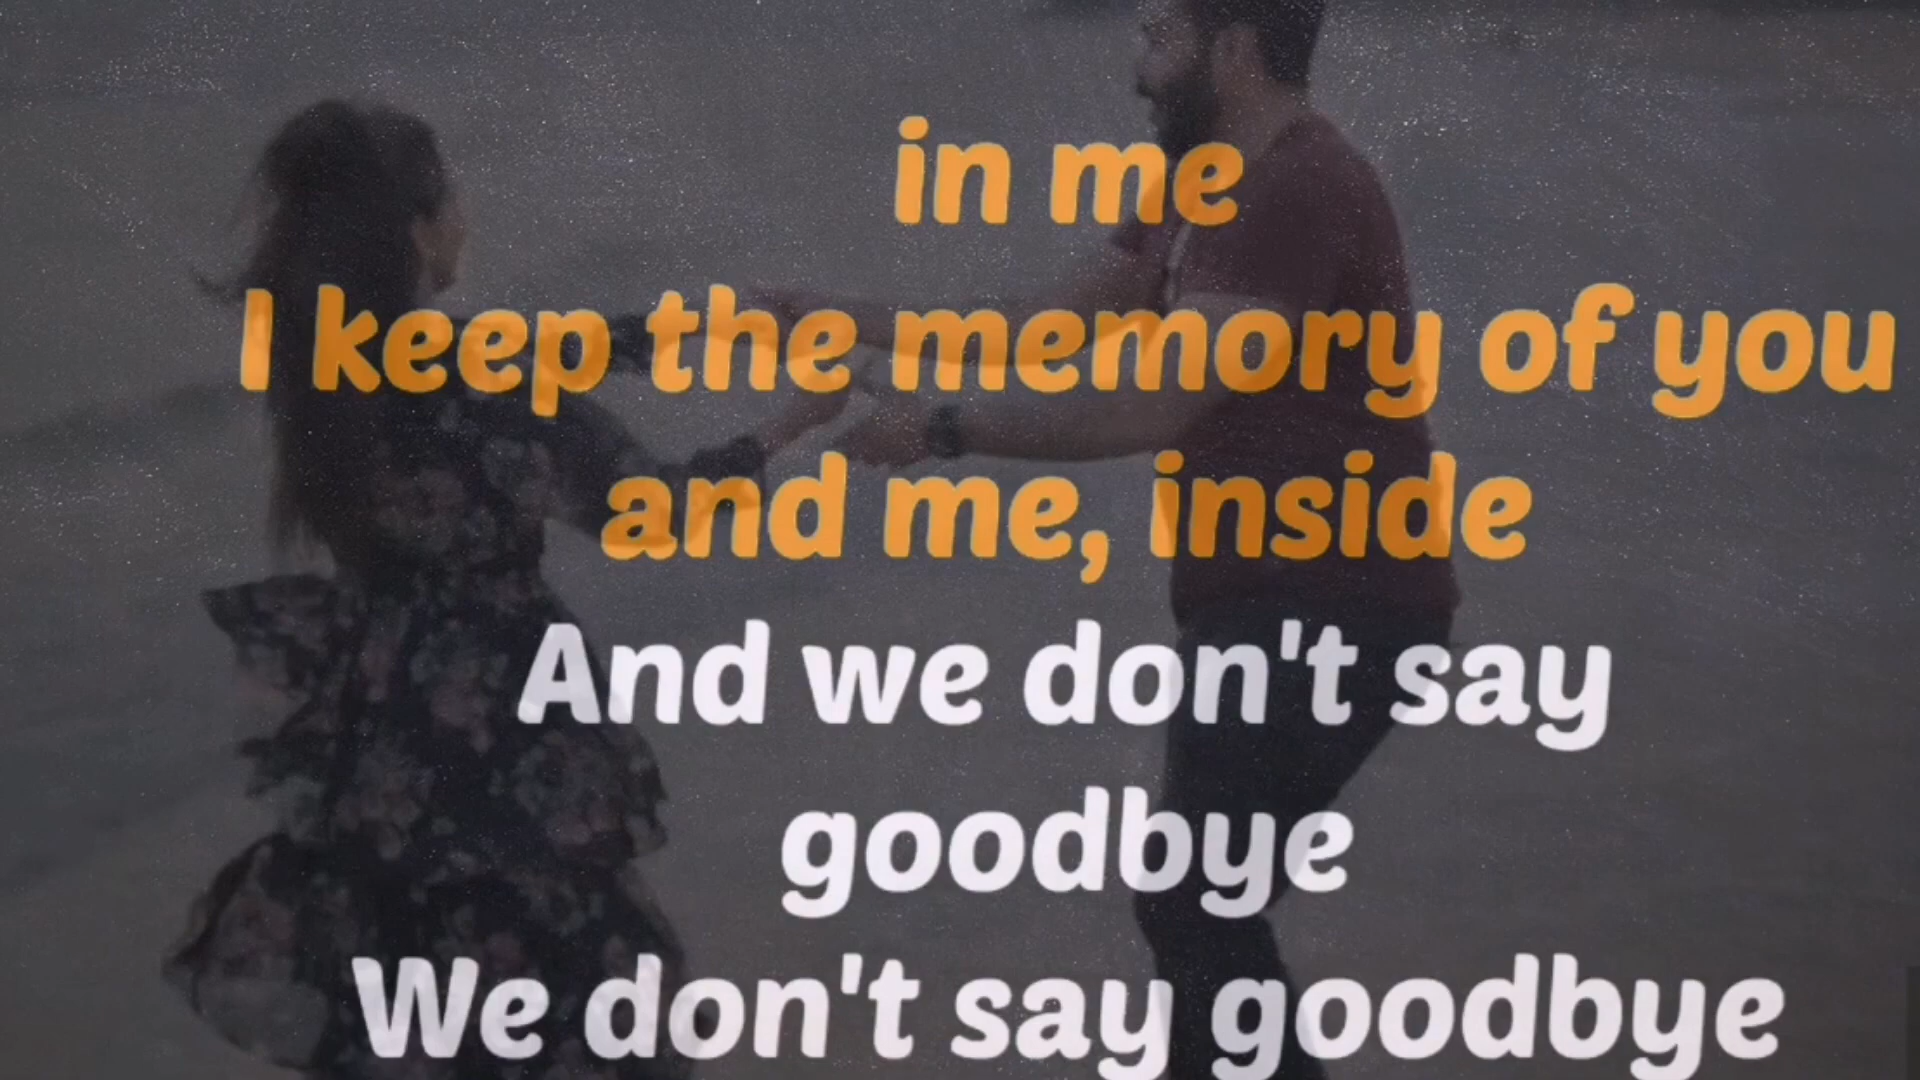 in me
I keep the memory of you
and me, inside
And we don't say
goodbye
We don't say goodbye